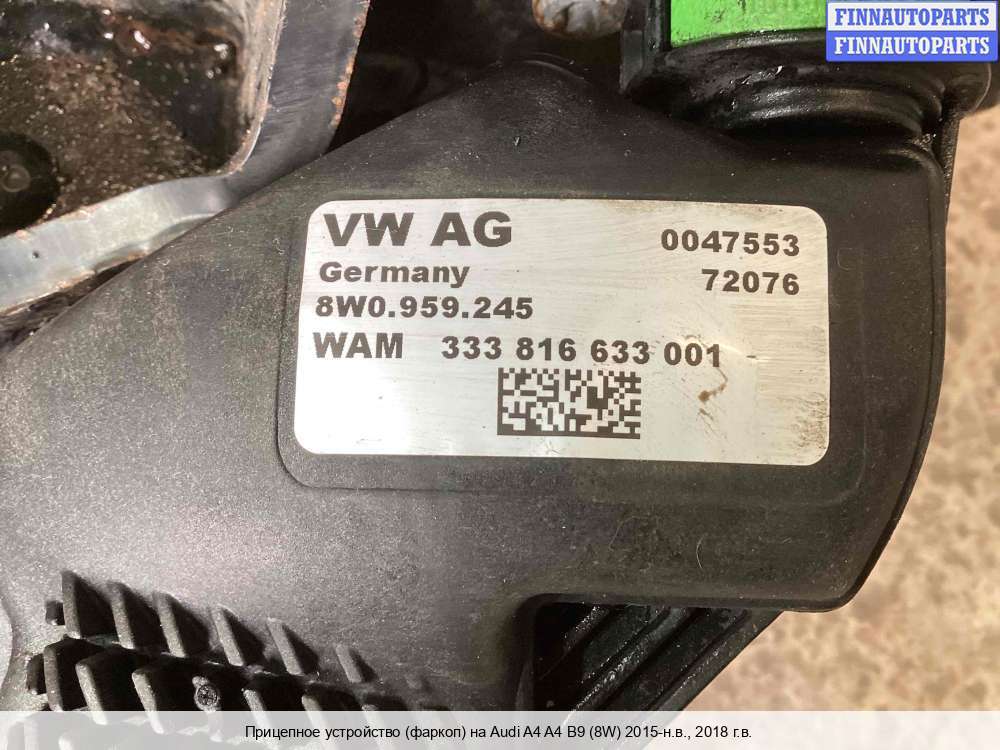 FINNAUTOPARTS
FINNAUTOPARTS
VW AG 0047553
Germany 72076
8W0.959.245
WAM 333 816 633 001
Прицепное устройство (фаркоп) на Audi A4 A4 B9 (8W) 2015-н.в., 2018 г.в.